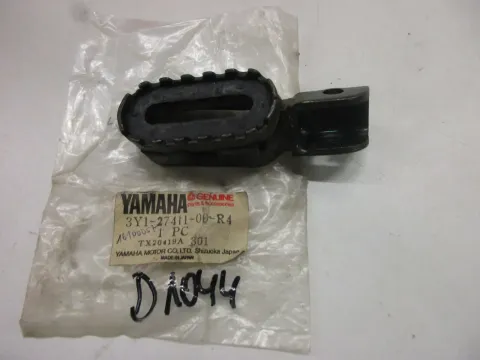 YAMAHA GENUINE
3Y1-27411-00-R4
1 PC
TX20419A 301
YAMAHA MOTOR CO., LTD. Shizuoka Japan
MADE IN JAPAN
D1044